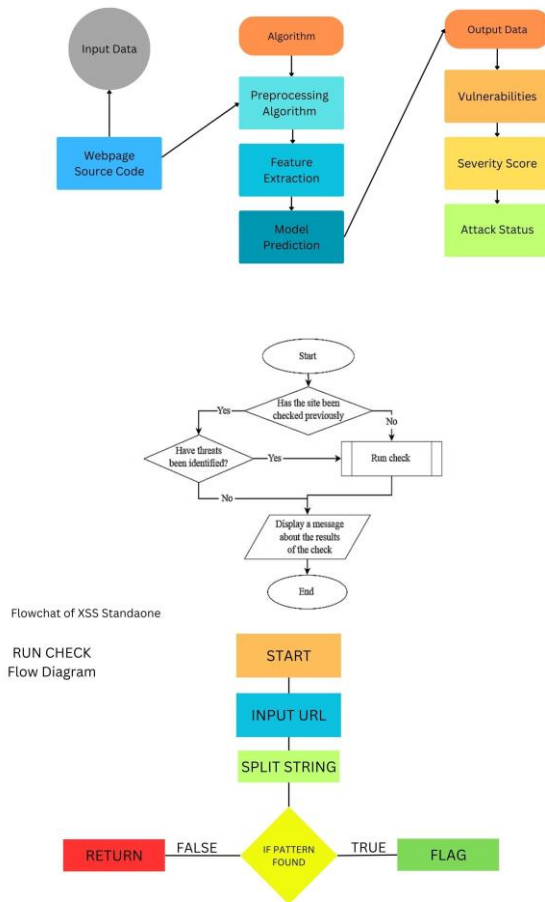 Input Data
Webpage
Source Code
Algorithm
Preprocessing
Algorithm
Feature
Extraction
Model
Prediction
Output Data
Vulnerabilities
Severity Score
Attack Status
Start
Has the site been
checked previously
Yes
No
Have threats
been identified?
Yes
Run check
No
Display a message
about the results
of the check
End
Flowchat of XSS Standaone
RUN CHECK
Flow Diagram
START
INPUT URL
SPLIT STRING
IF PATTERN
FOUND
FALSE
RETURN
TRUE
FLAG